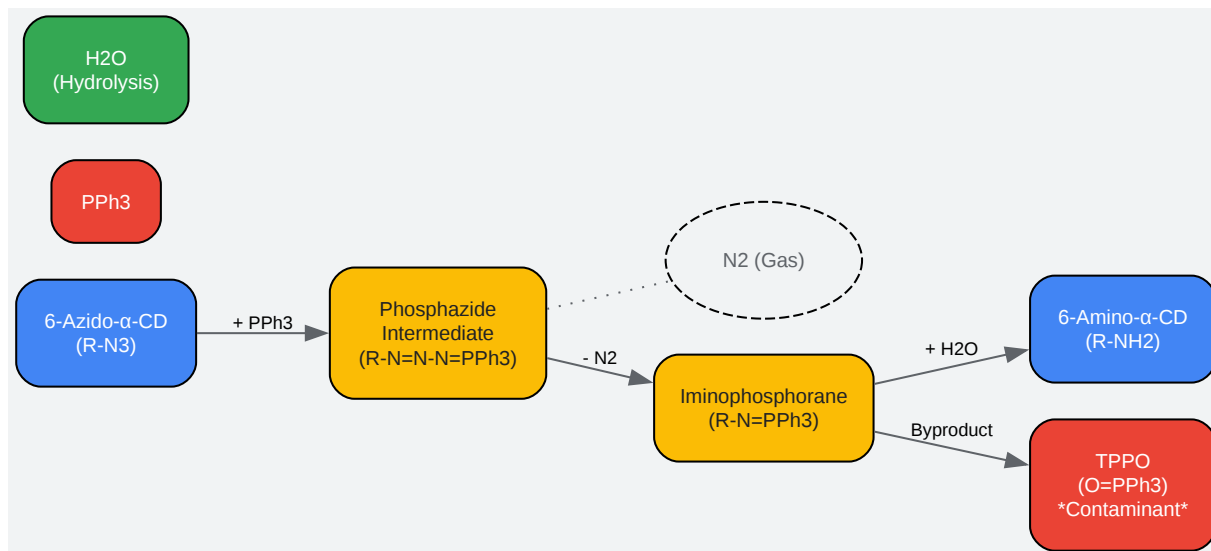 H2O
(Hydrolysis)
PPh3
6-Azido-α-CD
(R-N3)
+ PPh3
Phosphazide
Intermediate
(R-N=N-N=PPh3)
N2 (Gas)
- N2
Iminophosphorane
(R-N=PPh3)
+ H2O
6-Amino-α-CD
(R-NH2)
Byproduct
TPPO
(O=PPh3)
*Contaminant*